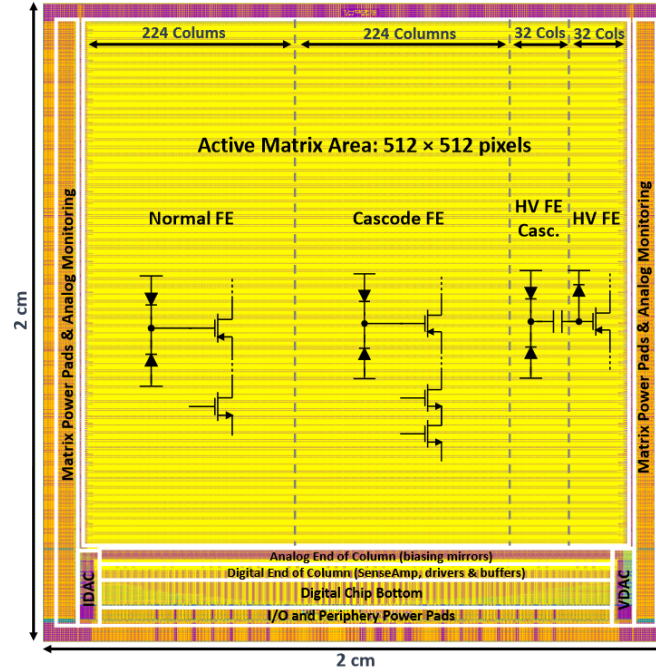 224 Colums
224 Columns
32 Cols
32 Cols
Active Matrix Area: 512 × 512 pixels
Normal FE
Cascode FE
HV FE
Casc.
HV FE
Matrix Power Pads & Analog Monitoring
Matrix Power Pads & Analog Monitoring
2 cm
Analog End of Column (biasing mirrors)
Digital End of Column (SenseAmp, drivers & buffers)
Digital Chip Bottom
I/O and Periphery Power Pads
IDAC
VDAC
2 cm